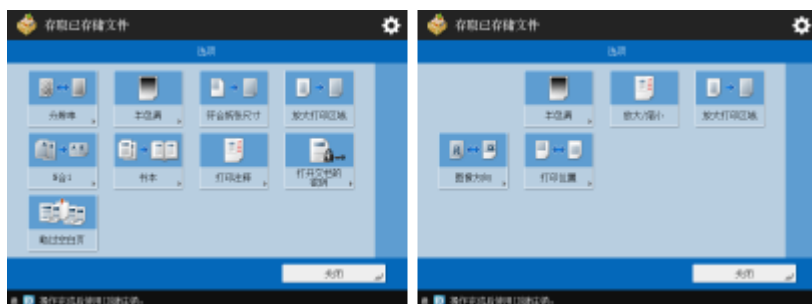 存取已存储文件
选项
分辨率
半色调
符合纸张尺寸
放大打印区域
N合1
书本
打印注释
打开文档的
密码
略过空白页
关闭
存取已存储文件
选项
半色调
放大/缩小
放大打印区域
图像方向
打印位置
关闭